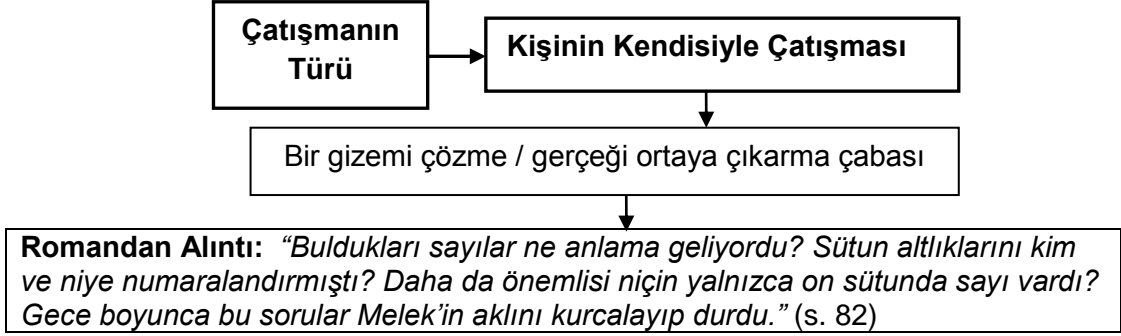 Çatışmanın
Türü
Kişinin Kendisiyle Çatışması
Bir gizemi çözme / gerçeği ortaya çıkarma çabası
Romandan Alıntı: “Buldukları sayılar ne anlama geliyordu? Sütun altlıklarını kim
ve niye numaralandırmıştı? Daha da önemlisi niçin yalnızca on sütunda sayı vardı?
Gece boyunca bu sorular Melek’in aklını kurcalayıp durdu.” (s. 82)